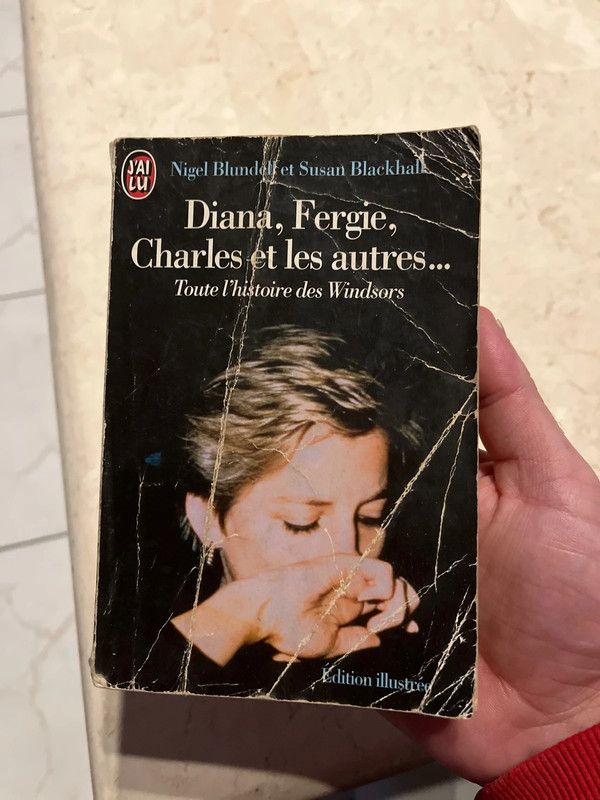 J'AI
LU
Nigel Blundell et Susan Blackhall
Diana, Fergie,
Charles et les autres...
Toute l'histoire des Windsors
Édition illustrée